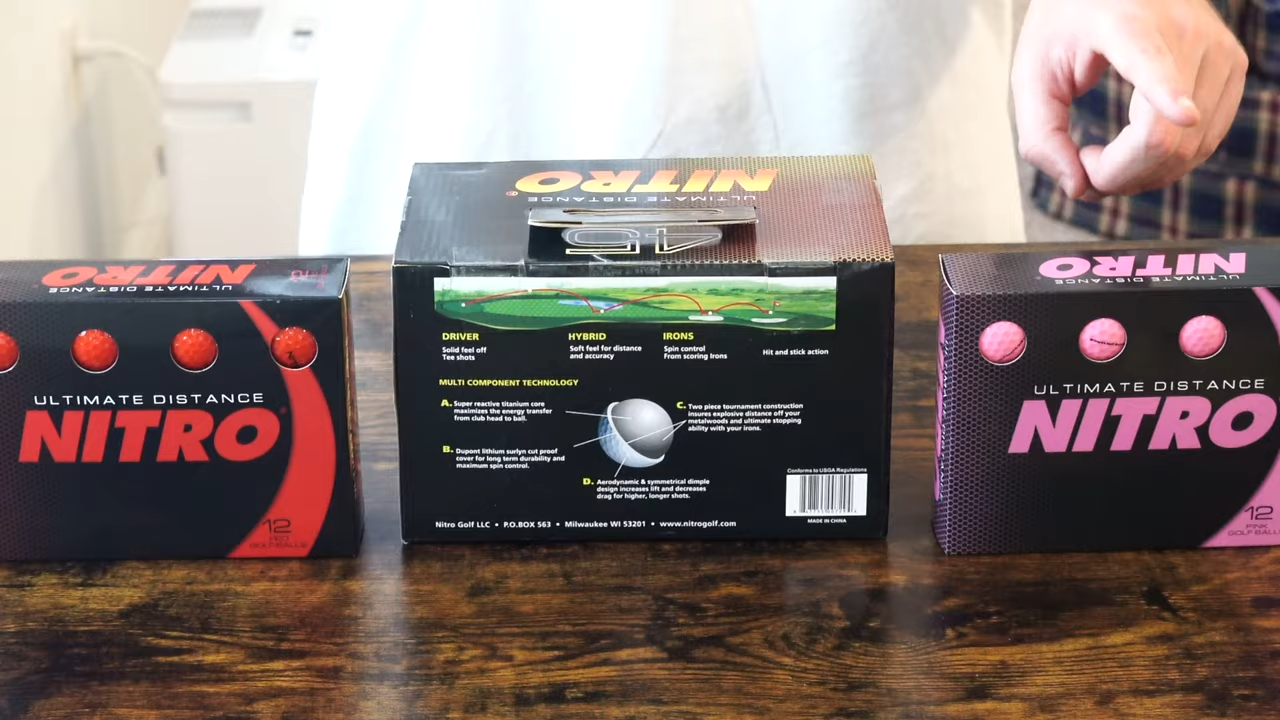 NITRO
ULTIMATE DISTANCE
ULTIMATE DISTANCE
NITRO
12
RED
GOLF BALLS
NITRO®
ULTIMATE DISTANCE
45
DRIVER
Solid feel off
Tee shots
HYBRID
Soft feel for distance
and accuracy
IRONS
Spin control
From scoring Irons
Hit and stick action
MULTI COMPONENT TECHNOLOGY
A. Super reactive titanium core
maximizes the energy transfer
from club head to ball.
B. Dupont lithium surlyn cut proof
cover for long term durability and
maximum spin control.
C. Two piece tournament construction
insures explosive distance off your
metalwoods and ultimate stopping
ability with your irons.
D. Aerodynamic & symmetrical dimple
design increases lift and decreases
drag for higher, longer shots.
Conforms to USGA Regulations
MADE IN CHINA
Nitro Golf LLC • P.O.BOX 563 • Milwaukee WI 53201 • www.nitrogolf.com
NITRO
ULTIMATE DISTANCE
ULTIMATE DISTANCE
NITRO
12
PINK
GOLF BALLS